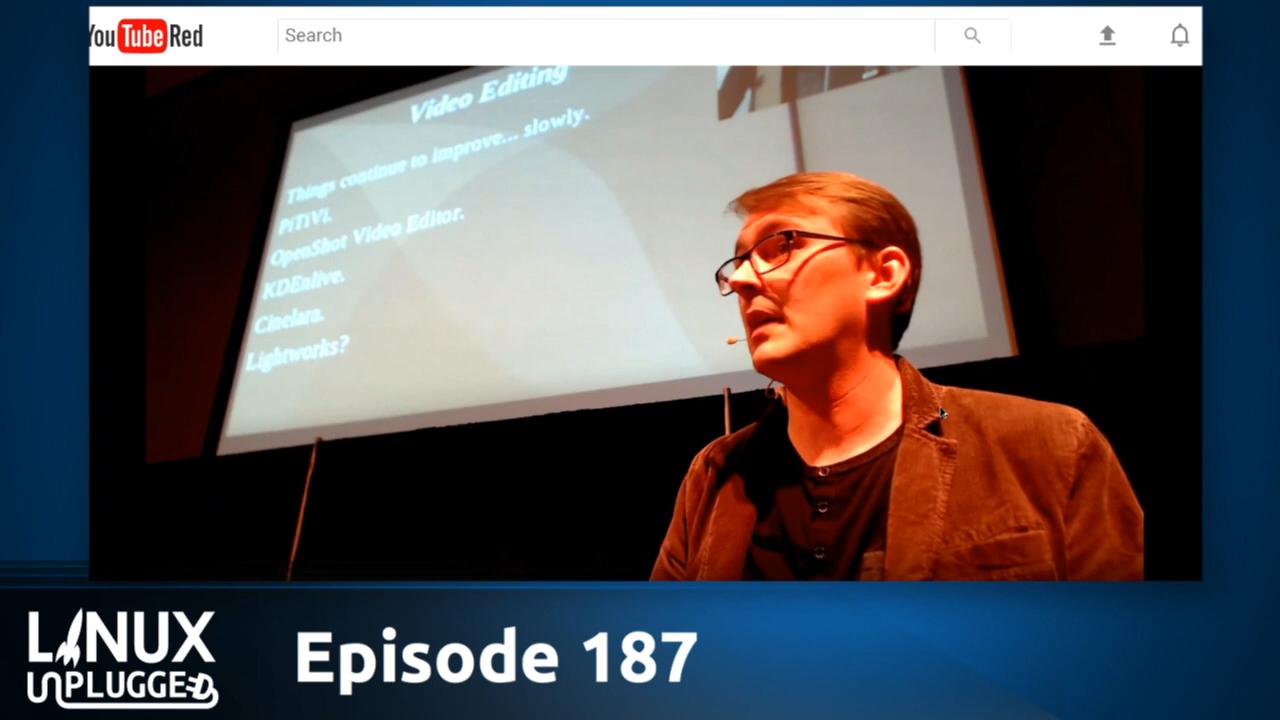 YouTube Red
Search
Video Editing
Things continue to improve... slowly.
PiTiVi.
OpenShot Video Editor.
KDEnlive.
Cinelara.
Lightworks?
LINUX
UNPLUGGED
Episode 187